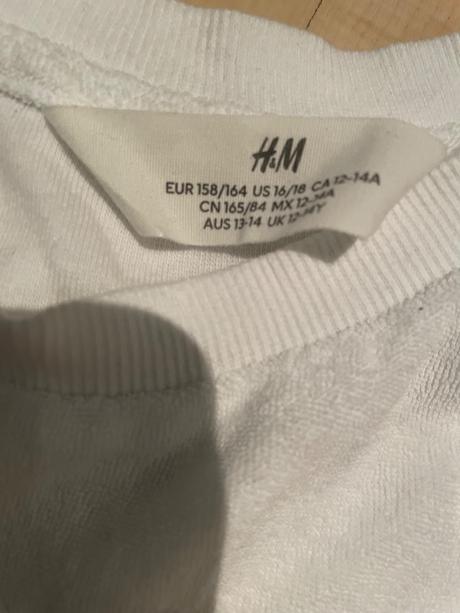 H&M
EUR 158/164 US 16/18 CA 12-14A
CN 165/84 MX 12-14A
AUS 13-14 UK 12-14Y